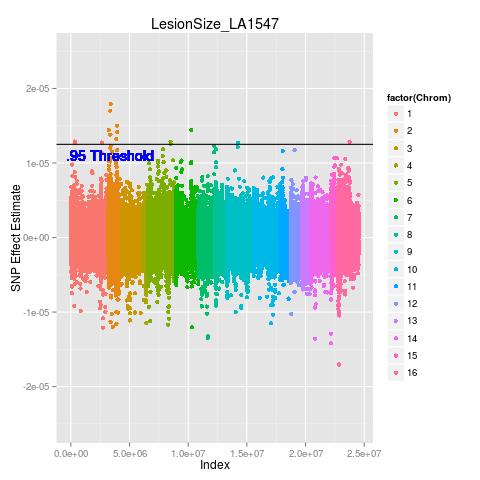 LesionSize_LA1547
SNP Effect Estimate
2e-05
1e-05
0e+00
-1e-05
-2e-05
.95 Threshold
0.0e+00 5.0e+06 1.0e+07 1.5e+07 2.0e+07 2.5e+07
Index
factor(Chrom)
1
2
3
4
5
6
7
8
9
10
11
12
13
14
15
16